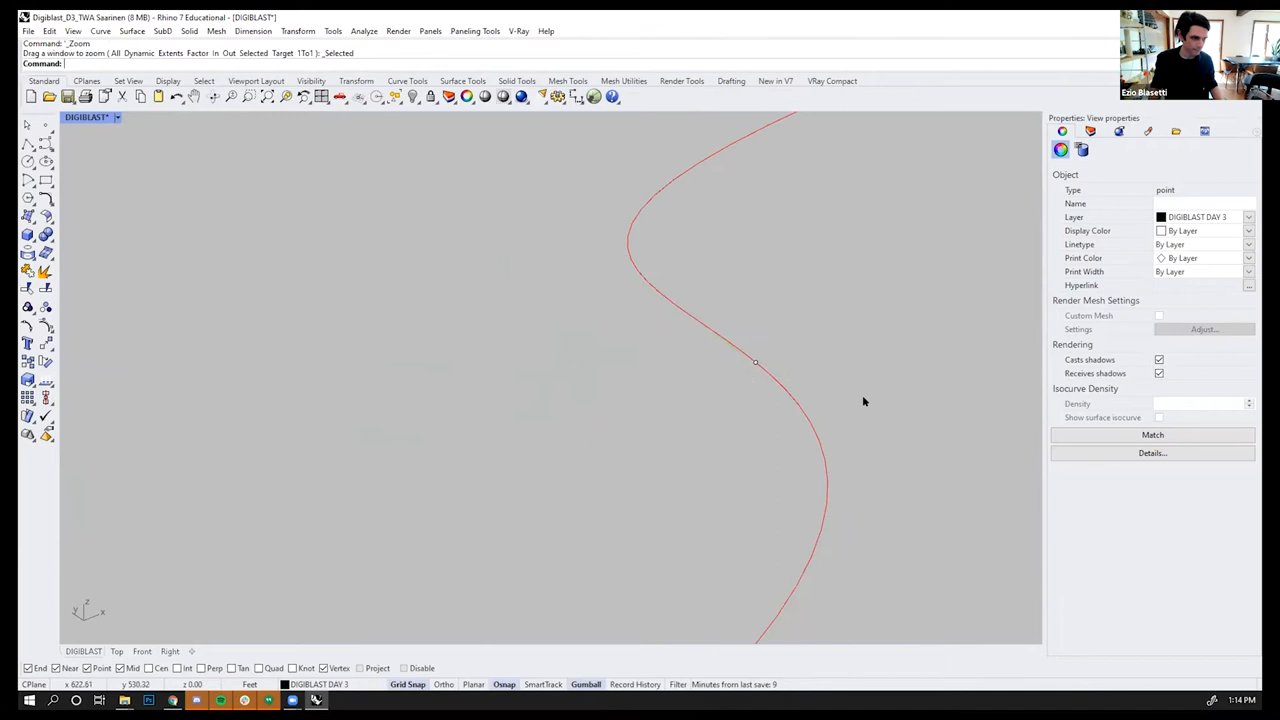 Digiblast_D3_TWA Saarinen (8 MB) - Rhino 7 Educational - [DIGIBLAST*]
File Edit View Curve Surface SubD Solid Mesh Dimension Transform Tools Analyze Render Panels Paneling Tools V-Ray Help
Command: '_Zoom
Drag a window to zoom ( All Dynamic Extents Factor In Out Selected Target 1To1 ): _Selected
Command:
Standard CPlanes Set View Display Select Viewport Layout Visibility Transform Curve Tools Surface Tools Solid Tools Mesh Tools Mesh Utilities Render Tools Drafting New in V7 VRay Compact
Ezio Blasetti
DIGIBLAST*
Properties: View properties
Object
Type point
Name
Layer DIGIBLAST DAY 3
Display Color By Layer
Linetype By Layer
Print Color By Layer
Print Width By Layer
Hyperlink ...
Render Mesh Settings
Custom Mesh
Settings Adjust...
Rendering
Casts shadows
Receives shadows
Isocurve Density
Density
Show surface isocurve
Match
Details...
z
y x
DIGIBLAST Top Front Right
End Near Point Mid Cen Int Perp Tan Quad Knot Vertex Project Disable
CPlane x 622.61 y 530.32 z 0.00 Feet DIGIBLAST DAY 3 Grid Snap Ortho Planar Osnap SmartTrack Gumball Record History Filter Minutes from last save: 9
1:14 PM